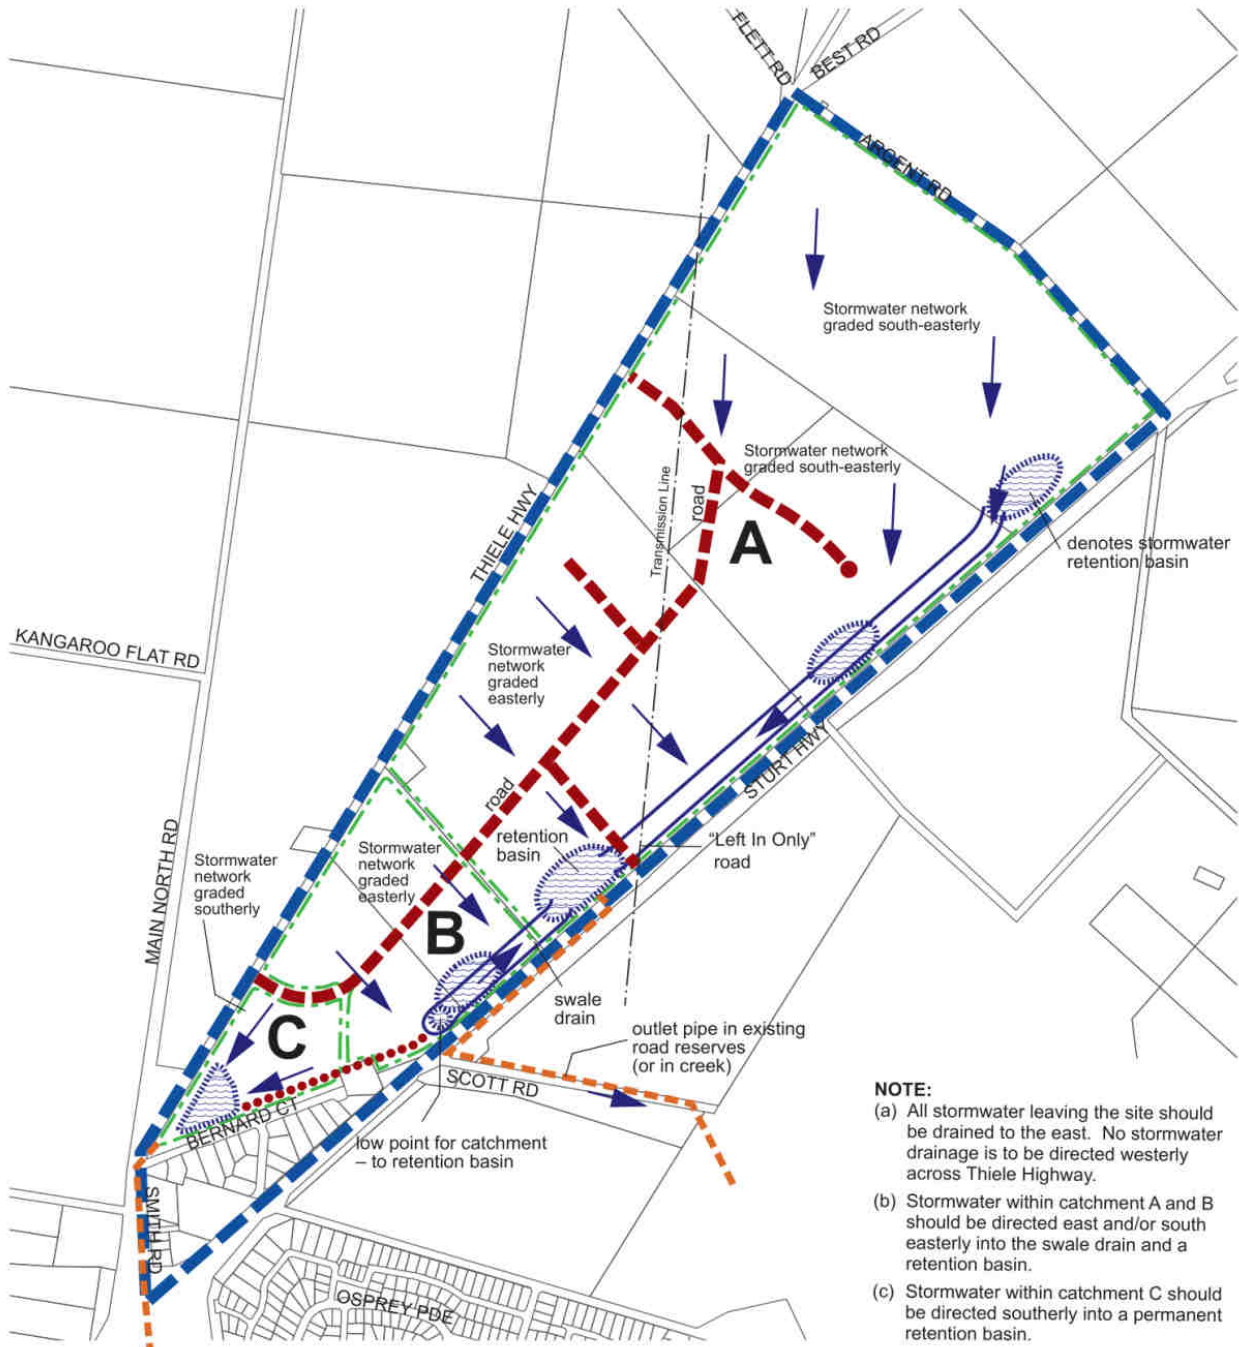 FLETT RD
BEST RD
ARGENT RD
Stormwater network
graded south-easterly
Stormwater network
graded south-easterly
Transmission Line
road
A
denotes stormwater
retention basin
THIELE HWY
KANGAROO FLAT RD
Stormwater
network
graded
easterly
STURT HWY
road
MAIN NORTH RD
Stormwater
network
graded
southerly
Stormwater
network
graded
easterly
retention
basin
"Left In Only"
road
B
swale
drain
C
outlet pipe in existing
road reserves
(or in creek)
SCOTT RD
BERNARD CT
low point for catchment
– to retention basin
SMITH RD
OSPREY PDE
NOTE:
(a) All stormwater leaving the site should
be drained to the east. No stormwater
drainage is to be directed westerly
across Thiele Highway.
(b) Stormwater within catchment A and B
should be directed east and/or south
easterly into the swale drain and a
retention basin.
(c) Stormwater within catchment C should
be directed southerly into a permanent
retention basin.